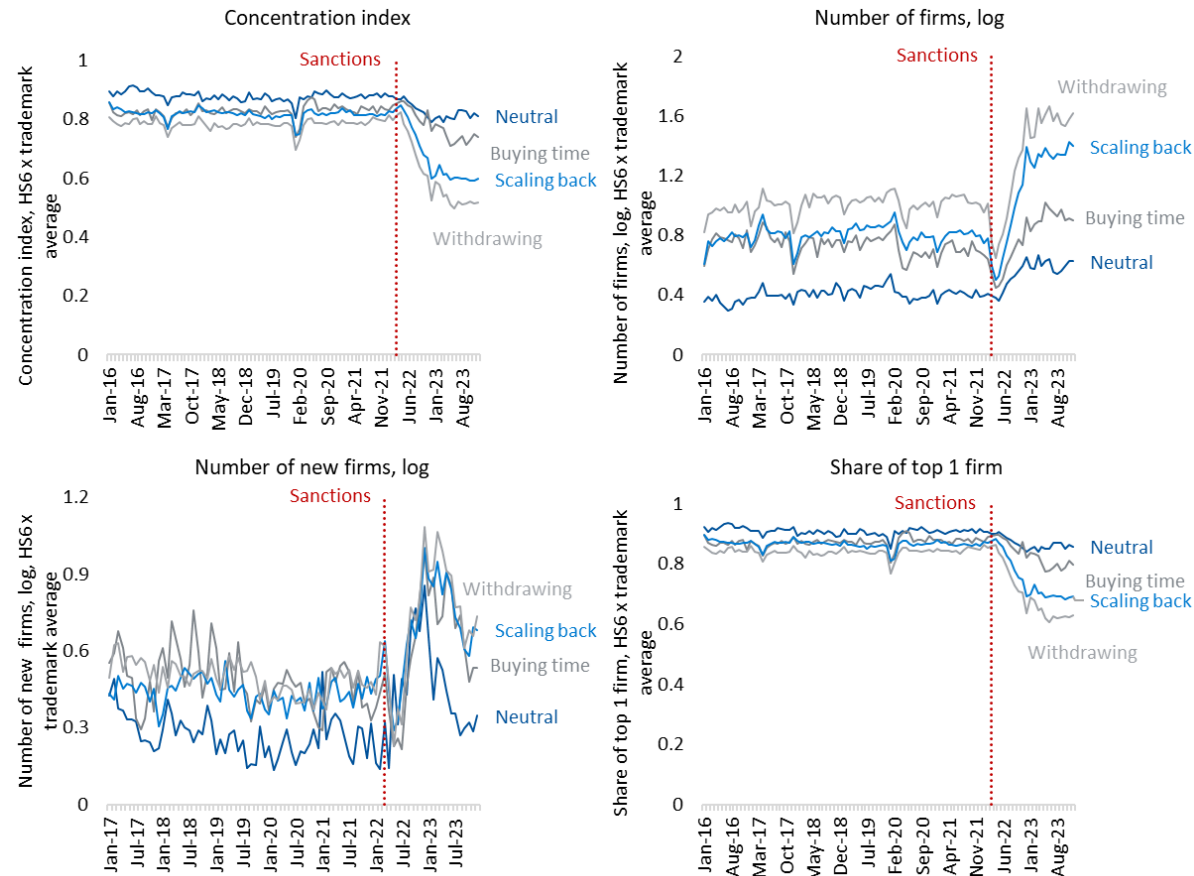 Concentration index
Concentration index, HS6 x trademark
average
1
0.8
0.6
0.4
0.2
0
Sanctions
Neutral
Buying time
Scaling back
Withdrawing
Jan-16
Aug-16
Mar-17
Oct-17
May-18
Dec-18
Jul-19
Feb-20
Sep-20
Apr-21
Nov-21
Jun-22
Jan-23
Aug-23
Number of firms, log
Number of firms, log, HS6 x trademark
average
2
1.6
1.2
0.8
0.4
0
Sanctions
Withdrawing
Scaling back
Buying time
Neutral
Jan-16
Aug-16
Mar-17
Oct-17
May-18
Dec-18
Jul-19
Feb-20
Sep-20
Apr-21
Nov-21
Jun-22
Jan-23
Aug-23
Number of new firms, log
Number of new  firms, log, HS6 x
trademark average
1.2
0.9
0.6
0.3
0
Sanctions
Withdrawing
Scaling back
Buying time
Neutral
Jan-17
Jul-17
Jan-18
Jul-18
Jan-19
Jul-19
Jan-20
Jul-20
Jan-21
Jul-21
Jan-22
Jul-22
Jan-23
Jul-23
Share of top 1 firm
Share of top 1 firm, HS6 x trademark
average
1
0.8
0.6
0.4
0.2
0
Sanctions
Neutral
Buying time
Scaling back
Withdrawing
Jan-16
Aug-16
Mar-17
Oct-17
May-18
Dec-18
Jul-19
Feb-20
Sep-20
Apr-21
Nov-21
Jun-22
Jan-23
Aug-23